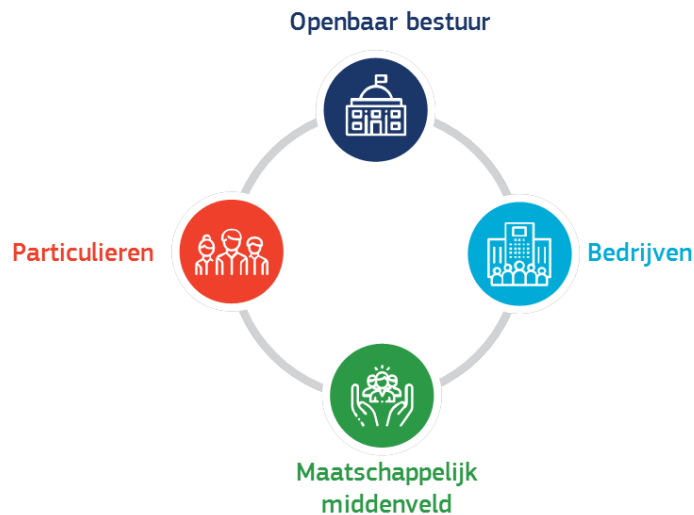 Openbaar bestuur
Particulieren
Bedrijven
Maatschappelijk
middenveld